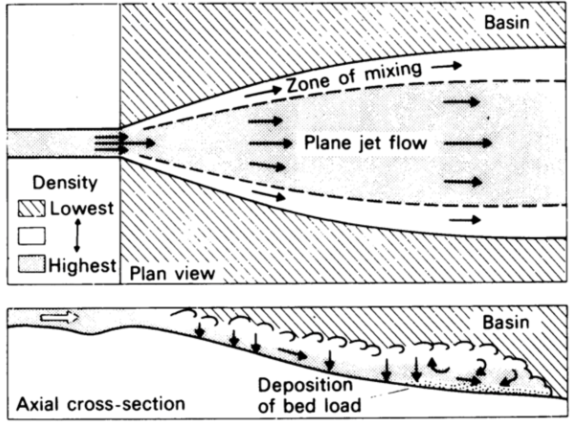 Basin
Zone of mixing
Plane jet flow
Density
Lowest
Highest
Plan view
Basin
Deposition
of bed load
Axial cross-section